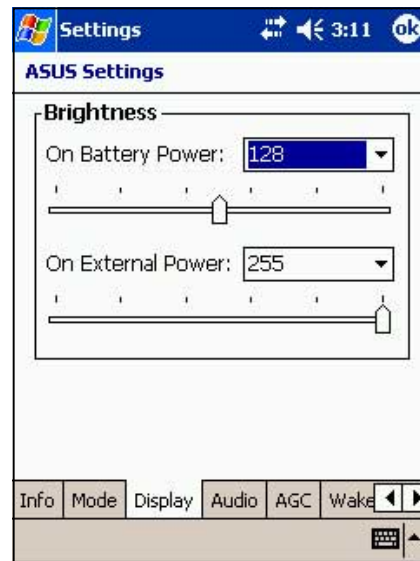 Settings 3:11 ok
ASUS Settings
Brightness
On Battery Power: 128
On External Power: 255
Info Mode Display Audio AGC Wake